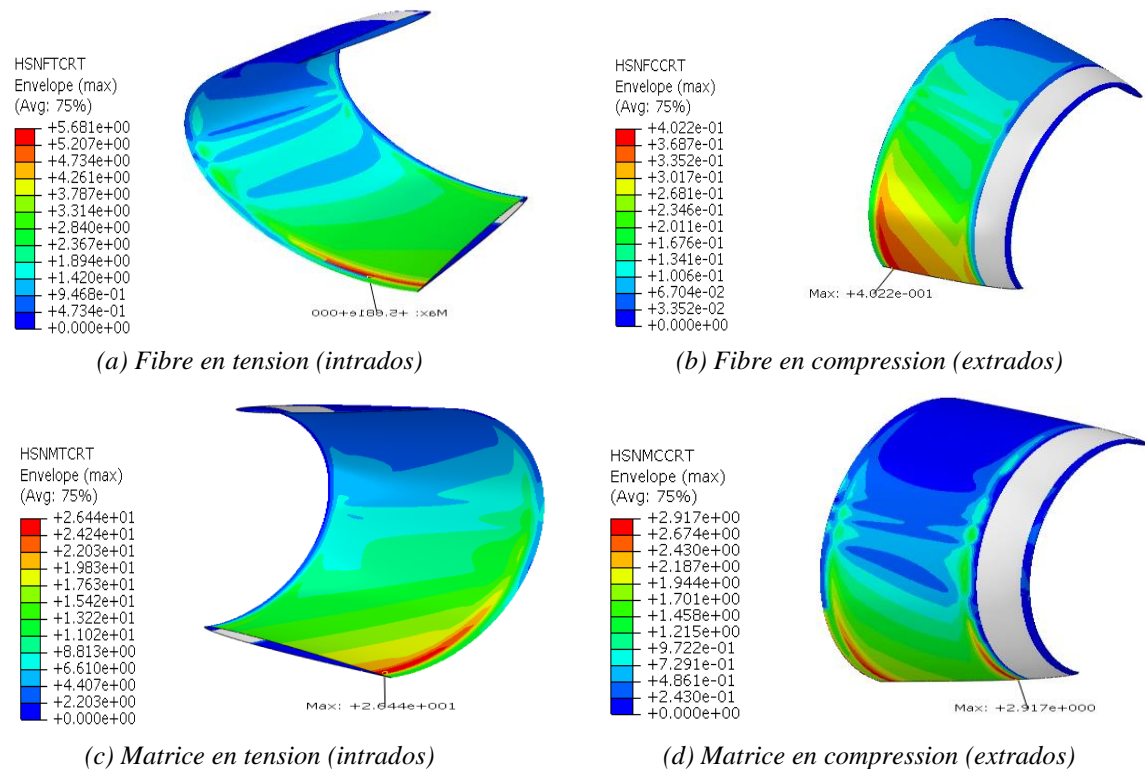 HSNFTCRT
Envelope (max)
(Avg: 75%)
+5.681e+00
+5.207e+00
+4.734e+00
+4.261e+00
+3.787e+00
+3.314e+00
+2.840e+00
+2.367e+00
+1.894e+00
+1.420e+00
+9.468e-01
+4.734e-01
+0.000e+00
Max: +5.681e+000
(a) Fibre en tension (intrados)
HSNFCCRT
Envelope (max)
(Avg: 75%)
+4.022e-01
+3.687e-01
+3.352e-01
+3.017e-01
+2.681e-01
+2.346e-01
+2.011e-01
+1.676e-01
+1.341e-01
+1.006e-01
+6.704e-02
+3.352e-02
+0.000e+00
Max: +4.022e-001
(b) Fibre en compression (extrados)
HSNMTCRT
Envelope (max)
(Avg: 75%)
+2.644e+01
+2.424e+01
+2.203e+01
+1.983e+01
+1.763e+01
+1.542e+01
+1.322e+01
+1.102e+01
+8.813e+00
+6.610e+00
+4.407e+00
+2.203e+00
+0.000e+00
Max: +2.644e+001
(c) Matrice en tension (intrados)
HSNMCCRT
Envelope (max)
(Avg: 75%)
+2.917e+00
+2.674e+00
+2.430e+00
+2.187e+00
+1.944e+00
+1.701e+00
+1.458e+00
+1.215e+00
+9.722e-01
+7.291e-01
+4.861e-01
+2.430e-01
+0.000e+00
Max: +2.917e+000
(d) Matrice en compression (extrados)